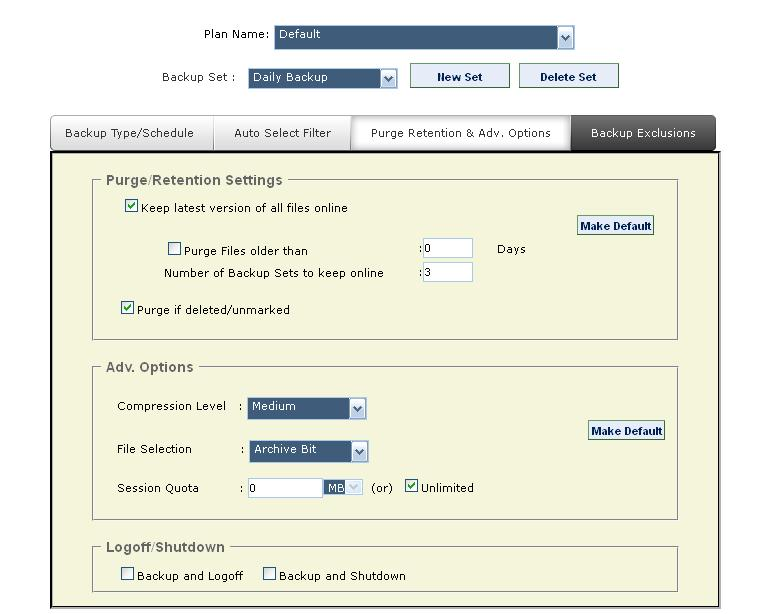 Plan Name: Default
Backup Set : Daily Backup New Set Delete Set
Backup Type/Schedule Auto Select Filter Purge Retention & Adv. Options Backup Exclusions
Purge/Retention Settings
Keep latest version of all files online
Make Default
Purge Files older than :0 Days
Number of Backup Sets to keep online :3
Purge if deleted/unmarked
Adv. Options
Compression Level : Medium
Make Default
File Selection : Archive Bit
Session Quota : 0 MB (or) Unlimited
Logoff/Shutdown
Backup and Logoff Backup and Shutdown